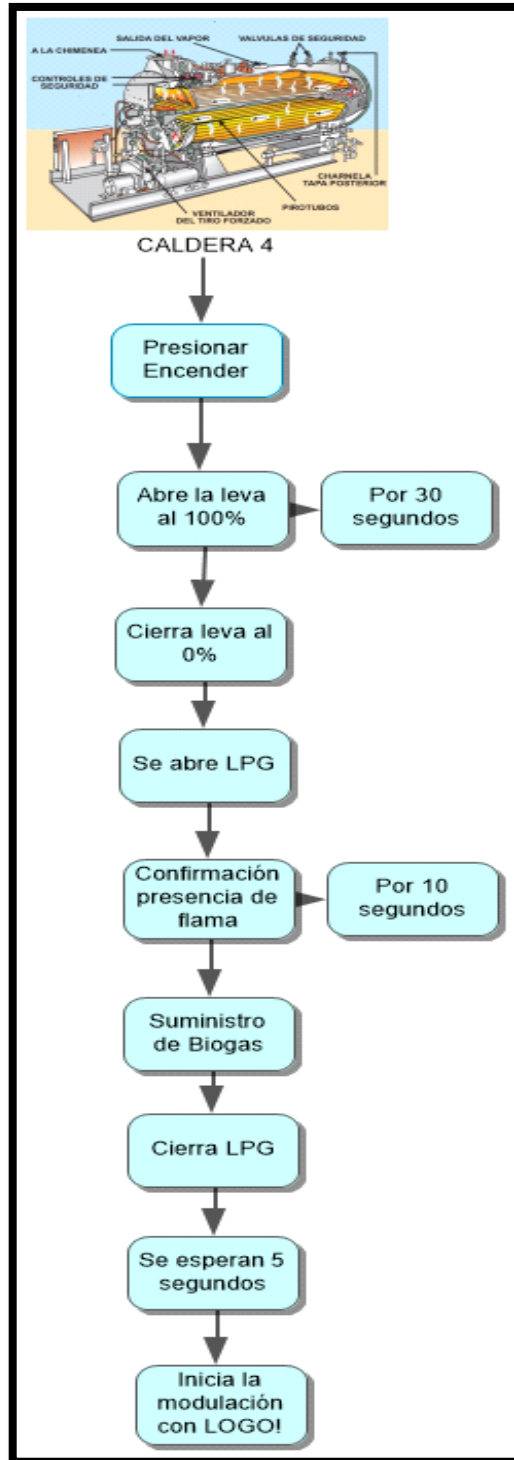 SALIDA DEL VAPOR
VALVULAS DE SEGURIDAD
A LA CHIMENEA
CONTROLES DE
SEGURIDAD
CHARNELA
TAPA POSTERIOR
PIROTUBOS
VENTILADOR
DEL TIRO FORZADO
CALDERA 4
Presionar
Encender
Abre la leva
al 100%
Por 30
segundos
Cierra leva al
0%
Se abre LPG
Confirmación
presencia de
flama
Por 10
segundos
Suministro
de Biogas
Cierra LPG
Se esperan 5
segundos
Inicia la
modulación
con LOGO!